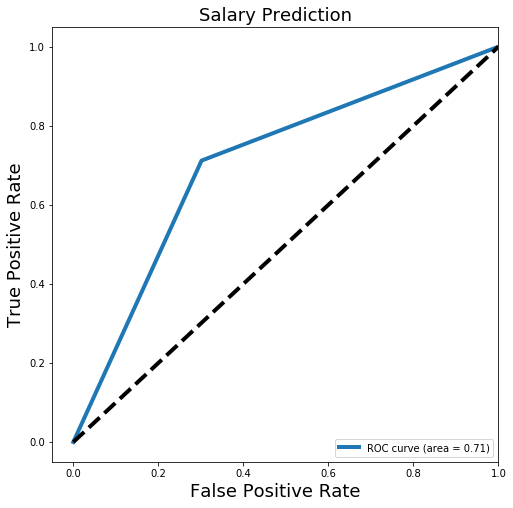 Salary Prediction
True Positive Rate
1.0
0.8
0.6
0.4
0.2
0.0
0.0 0.2 0.4 0.6 0.8 1.0
False Positive Rate
ROC curve (area = 0.71)